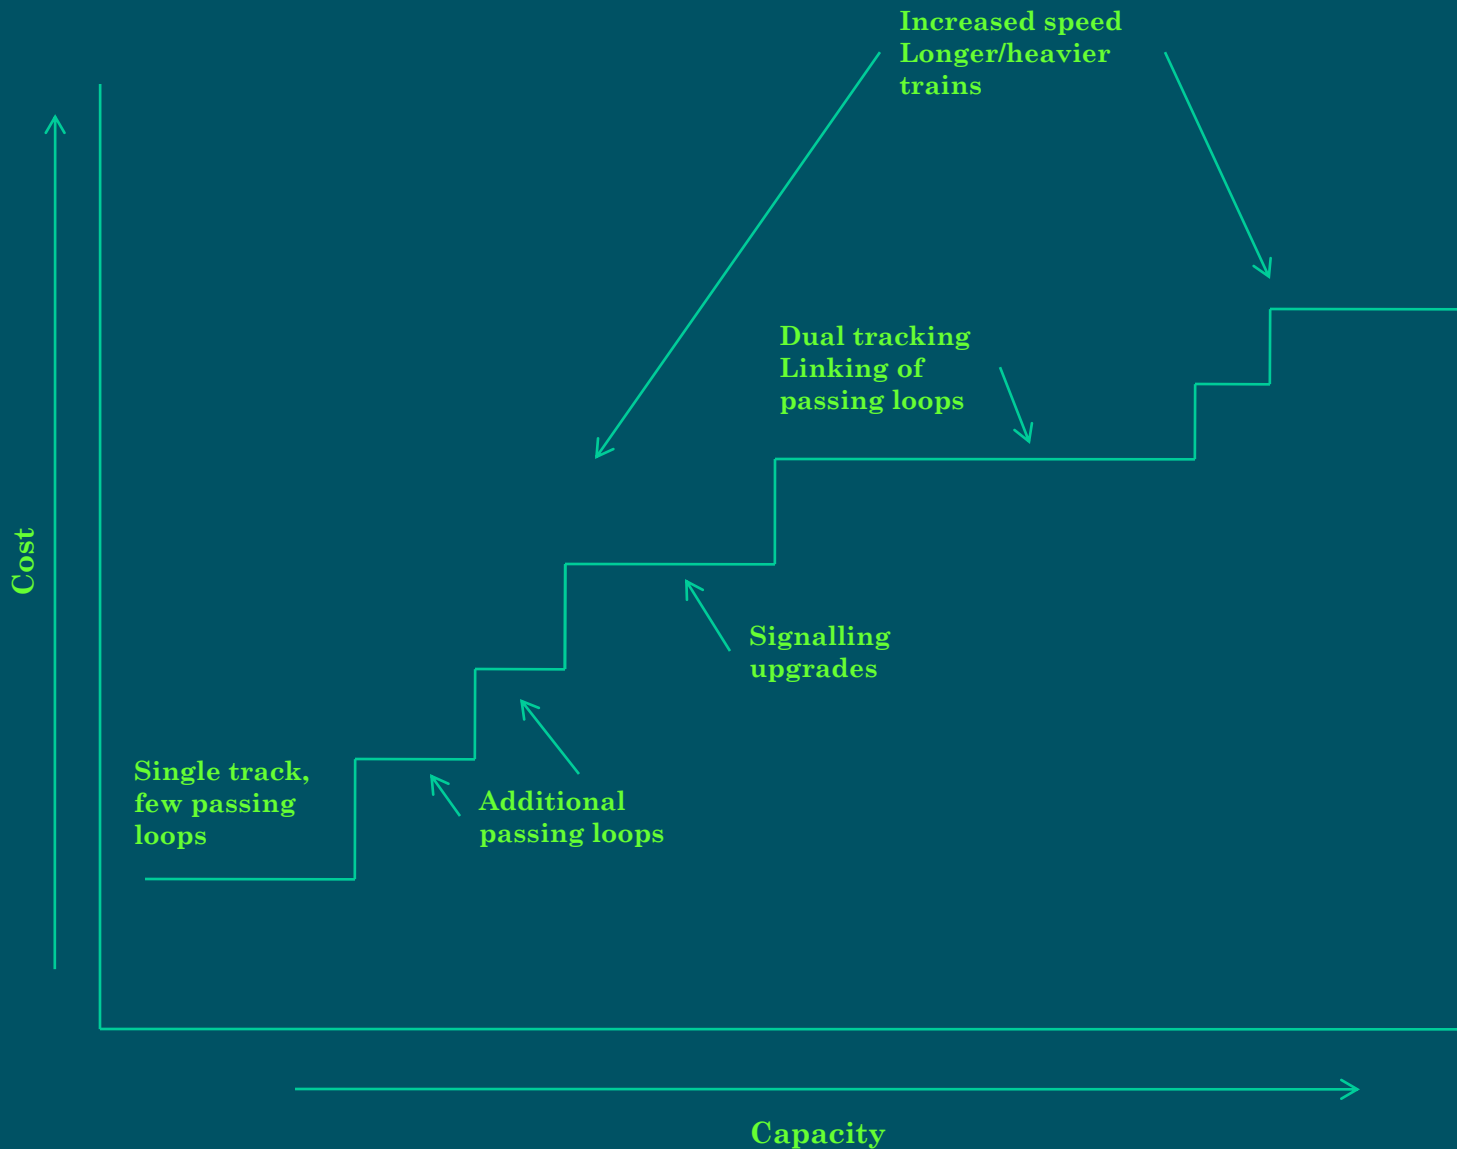 Increased speed
Longer/heavier
trains
Dual tracking
Linking of
passing loops
Cost
Signalling
upgrades
Single track,
few passing
loops
Additional
passing loops
Capacity